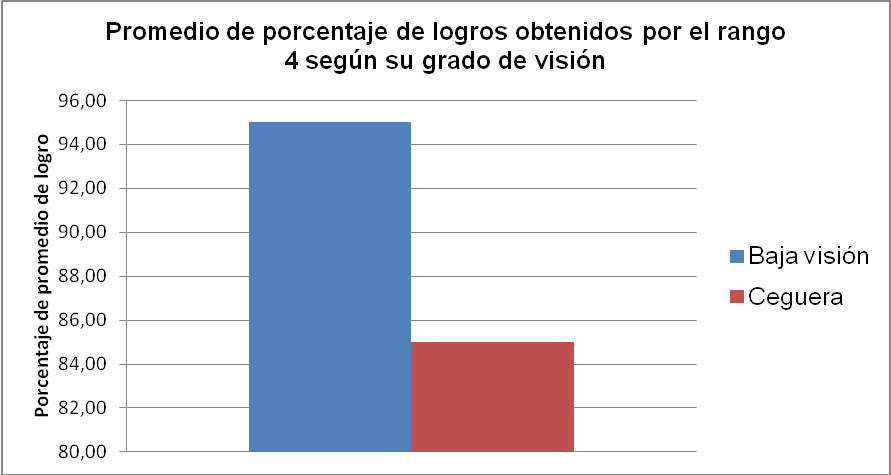 Promedio de porcentaje de logros obtenidos por el rango
4 según su grado de visión
Porcentaje de promedio de logro
96,00
94,00
92,00
90,00
88,00
86,00
84,00
82,00
80,00
Baja visión
Ceguera